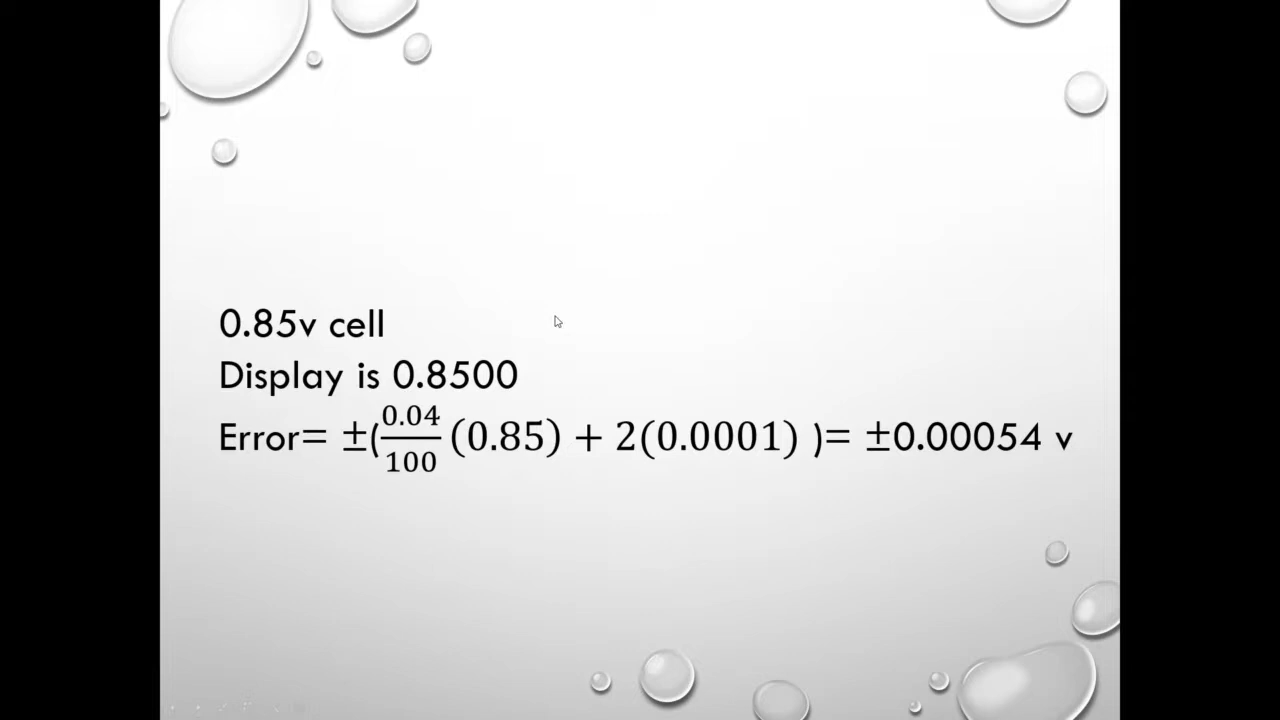 0.85v cell
Display is 0.8500
Error= ±(0.04/100 (0.85) + 2(0.0001) )= ±0.00054 v